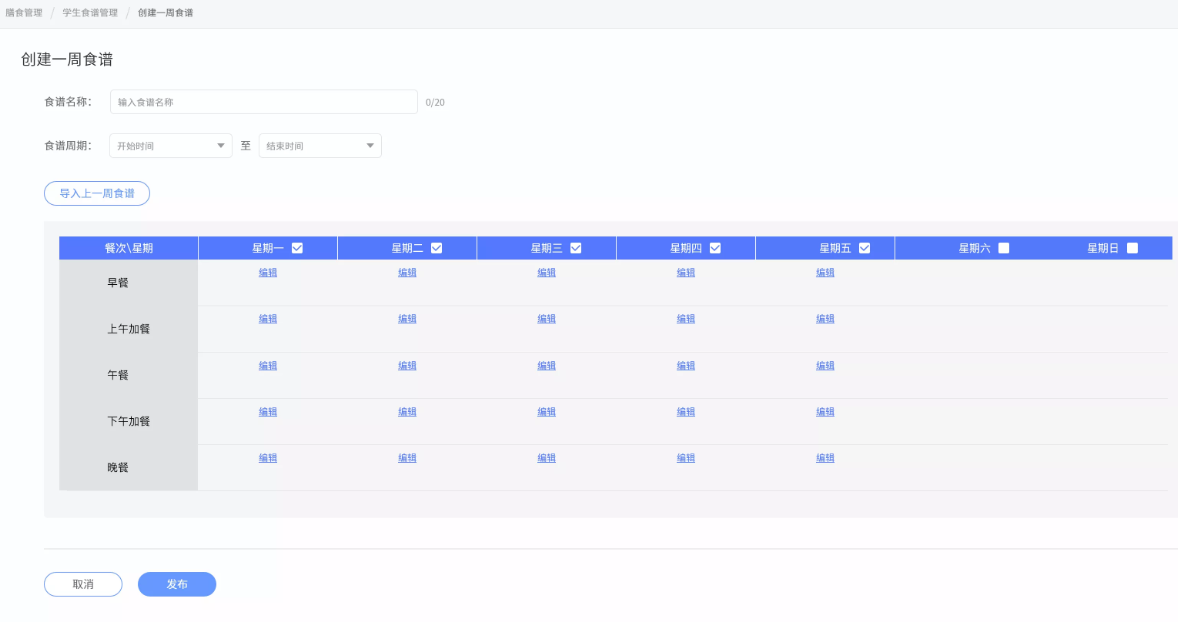 膳食管理 / 学生食谱管理 / 创建一周食谱
创建一周食谱
食谱名称： 输入食谱名称 0/20
食谱周期： 开始时间 至 结束时间
导入上一周食谱
餐次\星期 星期一 星期二 星期三 星期四 星期五 星期六 星期日
早餐 编辑 编辑 编辑 编辑 编辑
上午加餐 编辑 编辑 编辑 编辑 编辑
午餐 编辑 编辑 编辑 编辑 编辑
下午加餐 编辑 编辑 编辑 编辑 编辑
晚餐 编辑 编辑 编辑 编辑 编辑
取消 发布